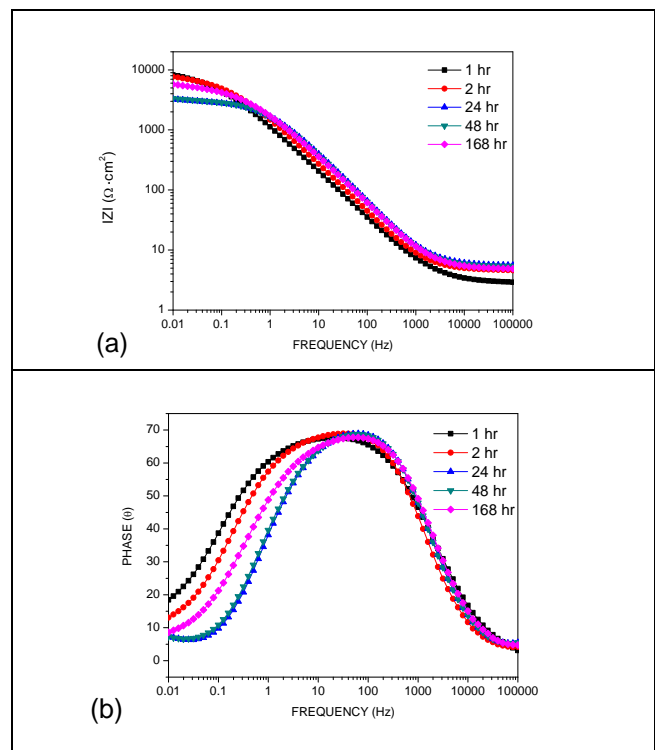 10000
1000
100
10
1
IZI (Ω·cm²)
1 hr
2 hr
24 hr
48 hr
168 hr
0.01 0.1 1 10 100 1000 10000 100000
FREQUENCY (Hz)
(a)
70
60
50
40
30
20
10
0
PHASE (θ)
1 hr
2 hr
24 hr
48 hr
168 hr
0.01 0.1 1 10 100 1000 10000 100000
FREQUENCY (Hz)
(b)